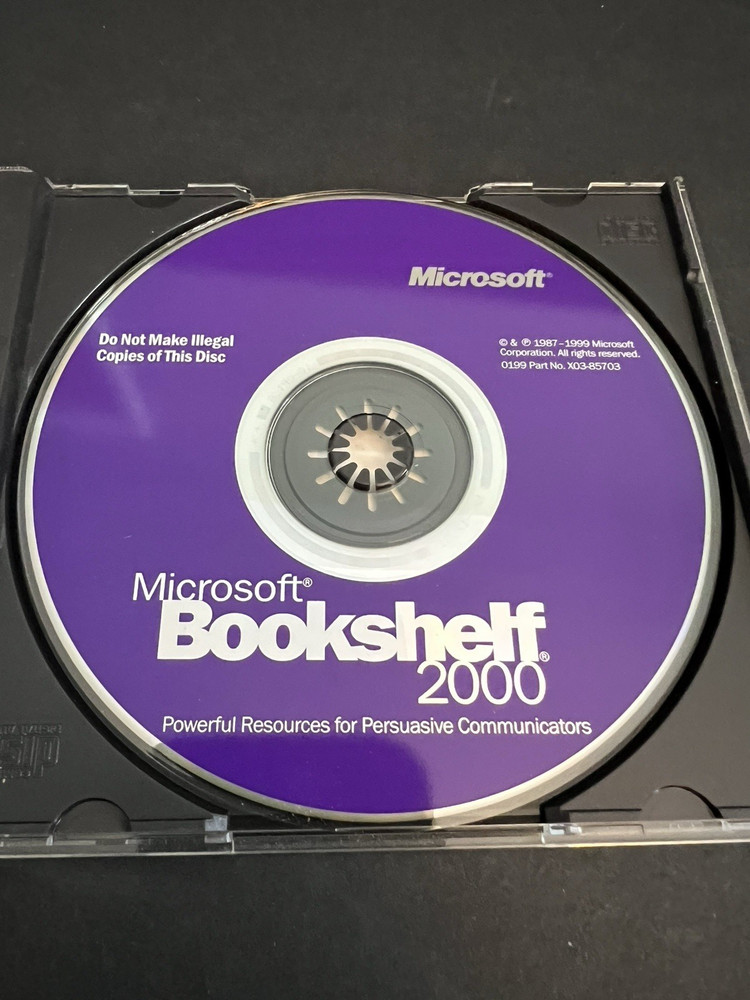 Microsoft®
Do Not Make Illegal
Copies of This Disc
© & ℗ 1987–1999 Microsoft
Corporation. All rights reserved.
0199 Part No. X03-85703
Microsoft®
Bookshelf®
2000
Powerful Resources for Persuasive Communicators